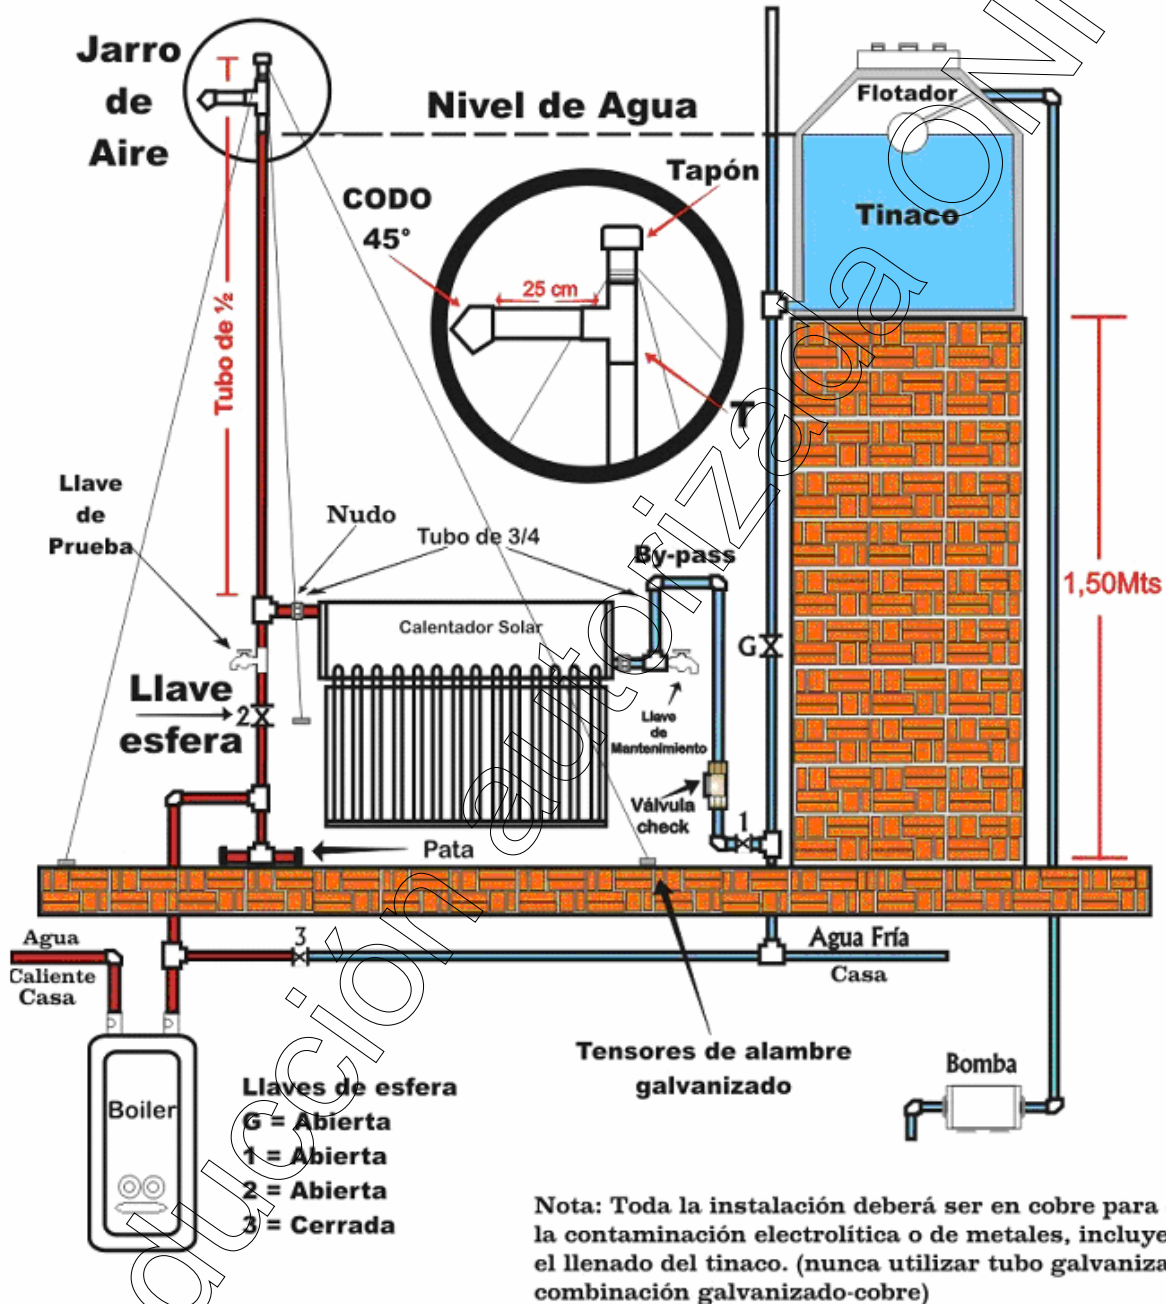 Jarro
de
Aire
Nivel de Agua
Flotador
Tinaco
Tapón
CODO
45°
25 cm
T
Tubo de ½
Llave
de
Prueba
Nudo
Tubo de 3/4
By-pass
1,50Mts
Calentador Solar
G
Llave
esfera
2
Llave
de
Mantenimiento
Válvula
check
1
Pata
Agua
Caliente
Casa
3
Agua Fría
Casa
Tensores de alambre
galvanizado
Bomba
Boiler
Llaves de esfera
G = Abierta
1 = Abierta
2 = Abierta
3 = Cerrada
Nota: Toda la instalación deberá ser en cobre para
la contaminación electrolítica o de metales, incluye
el llenado del tinaco. (nunca utilizar tubo galvaniza
combinación galvanizado-cobre)
ducción autorizada ONI